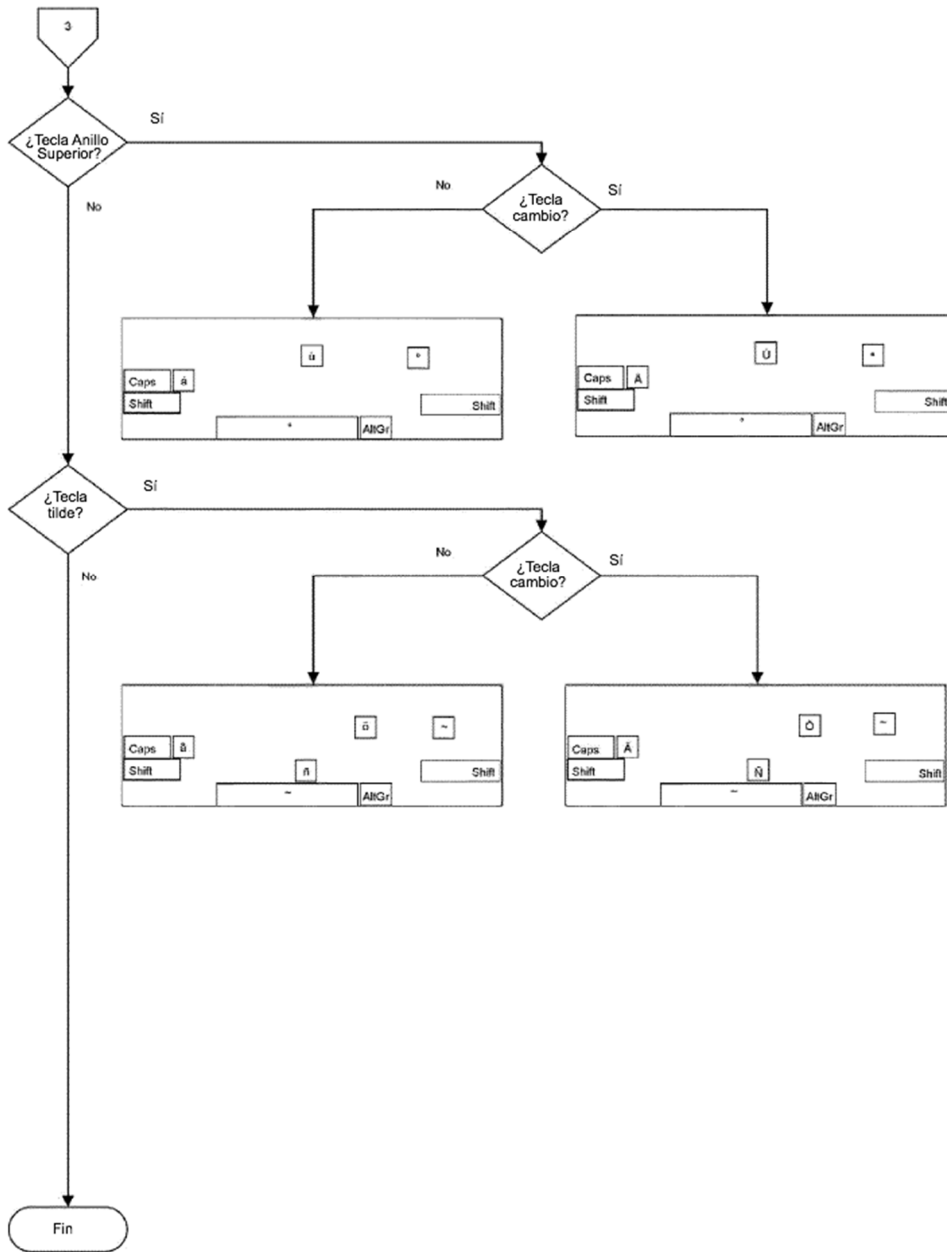 3
¿Tecla Anillo
Superior?
Sí
No
¿Tecla
cambio?
No
Sí
Caps
Shift
Shift
AltGr
Caps
Shift
Shift
AltGr
¿Tecla
tilde?
Sí
No
¿Tecla
cambio?
No
Sí
õ ~
Caps ã
Shift ñ Shift
~ AltGr
Õ ~
Caps Ã
Shift Ñ Shift
~ AltGr
Fin